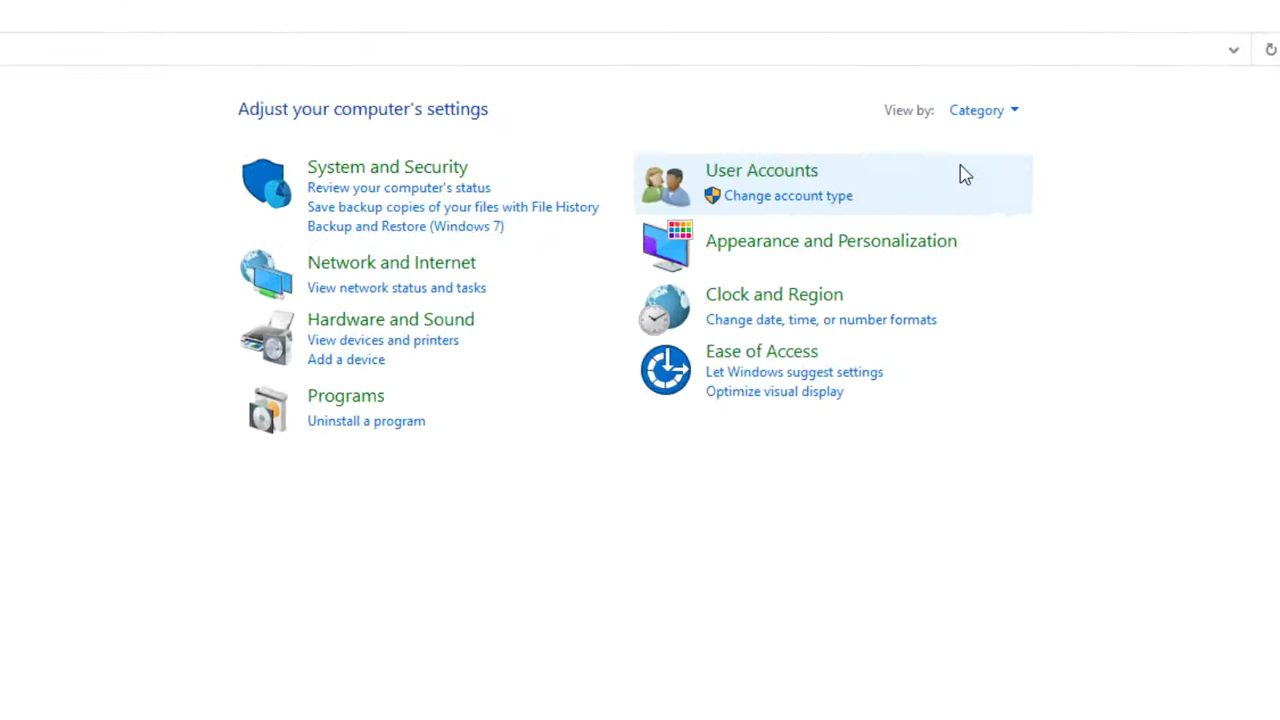 Adjust your computer's settings
View by: Category
System and Security
Review your computer's status
Save backup copies of your files with File History
Backup and Restore (Windows 7)
Network and Internet
View network status and tasks
Hardware and Sound
View devices and printers
Add a device
Programs
Uninstall a program
User Accounts
Change account type
Appearance and Personalization
Clock and Region
Change date, time, or number formats
Ease of Access
Let Windows suggest settings
Optimize visual display